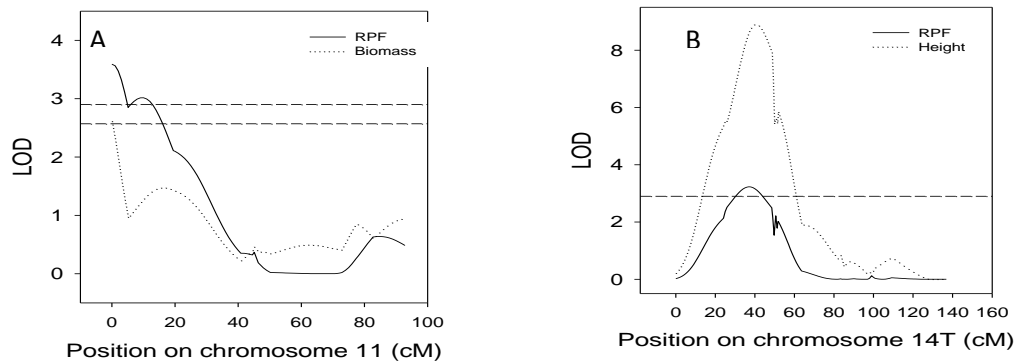 A
RPF
Biomass
4
3
2
1
0
LOD
0 20 40 60 80 100
Position on chromosome 11 (cM)
B
RPF
Height
8
6
4
2
0
LOD
0 20 40 60 80 100 120 140 160
Position on chromosome 14T (cM)